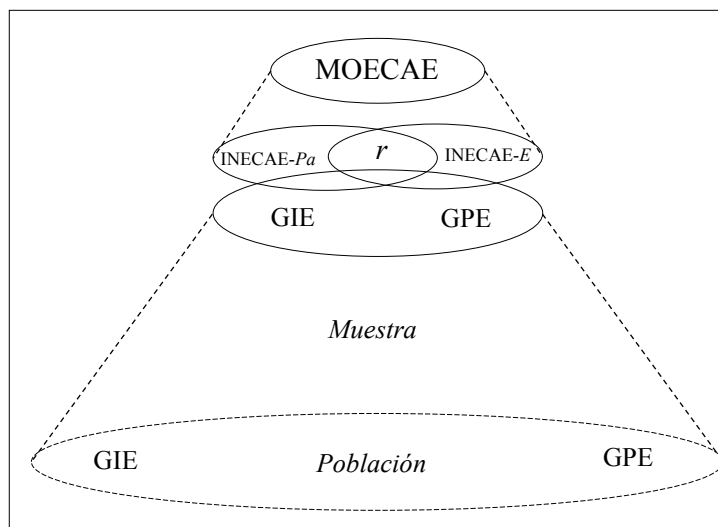 MOECAE
INECAE-Pa r INECAE-E
GIE GPE
Muestra
GIE Población GPE